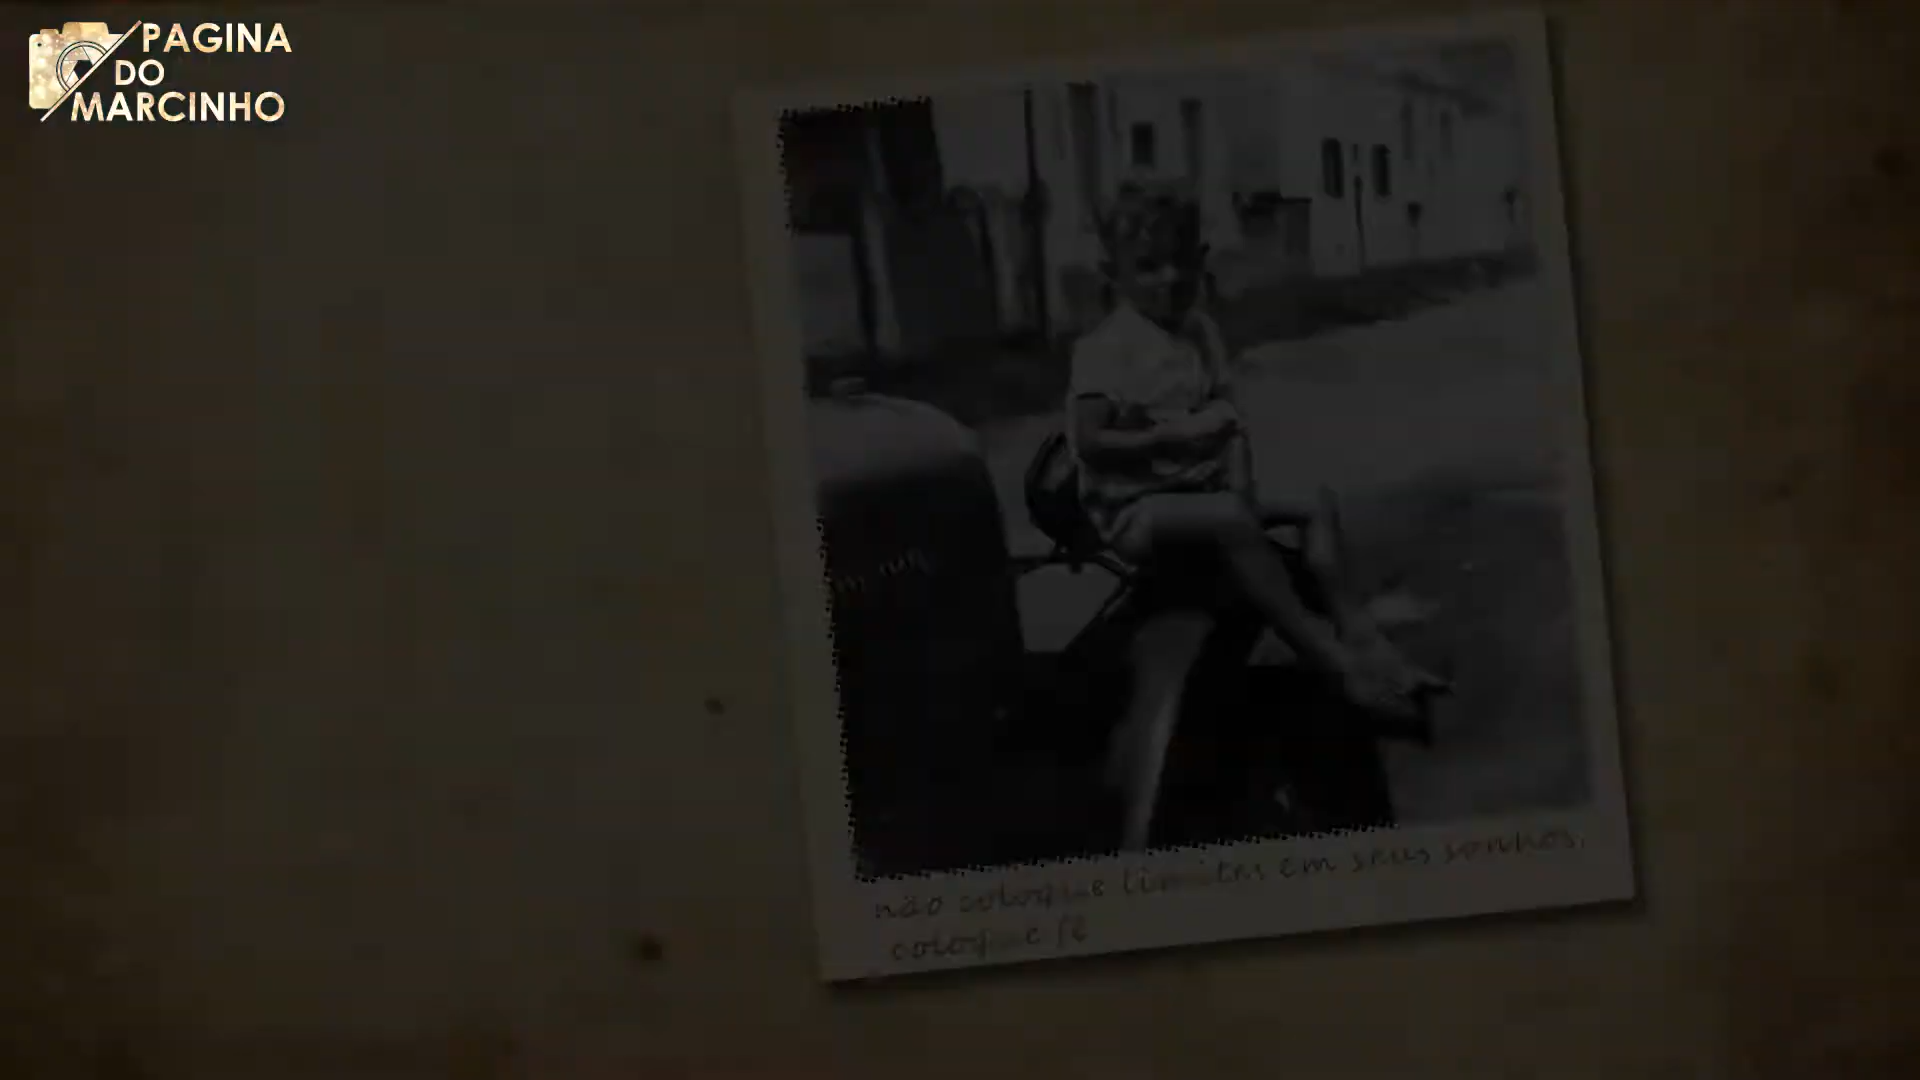 PAGINA
DO
MARCINHO
não coloque limites em seus sonhos,
coloque fé